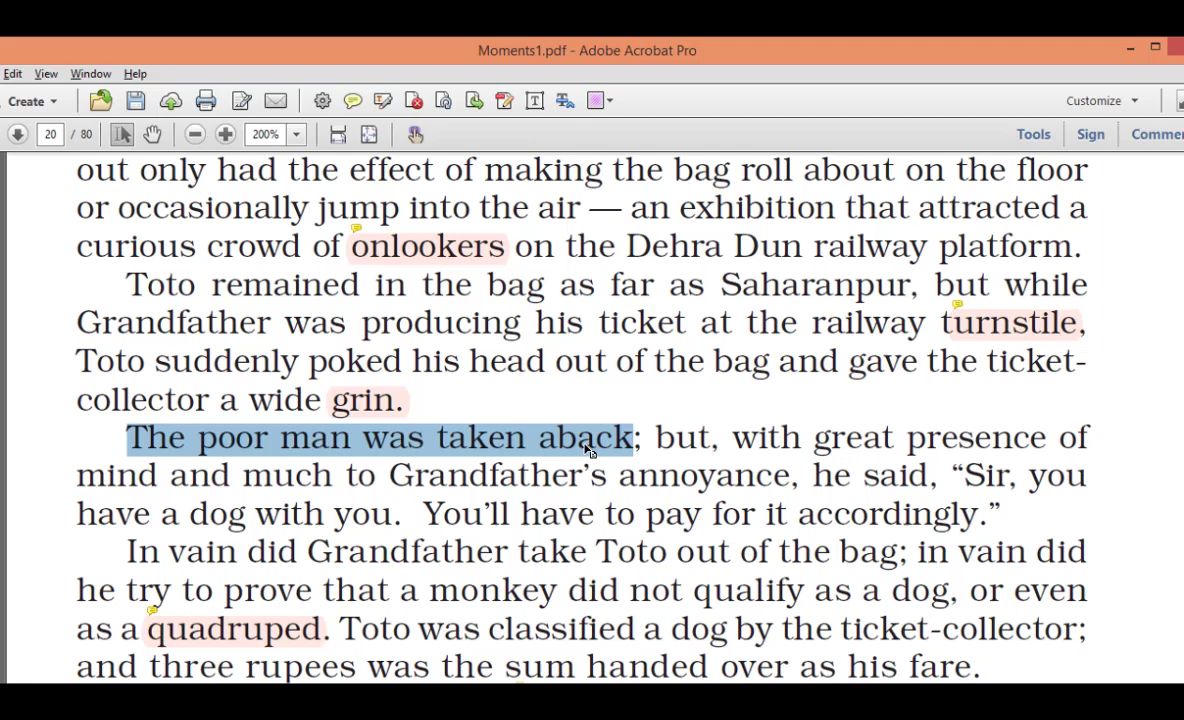 Moments1.pdf - Adobe Acrobat Pro
Edit View Window Help
Create Customize
20 / 80 200% Tools Sign Comme
out only had the effect of making the bag roll about on the floor
or occasionally jump into the air — an exhibition that attracted a
curious crowd of onlookers on the Dehra Dun railway platform.
Toto remained in the bag as far as Saharanpur, but while
Grandfather was producing his ticket at the railway turnstile,
Toto suddenly poked his head out of the bag and gave the ticket-
collector a wide grin.
The poor man was taken aback; but, with great presence of
mind and much to Grandfather’s annoyance, he said, “Sir, you
have a dog with you. You’ll have to pay for it accordingly.”
In vain did Grandfather take Toto out of the bag; in vain did
he try to prove that a monkey did not qualify as a dog, or even
as a quadruped. Toto was classified a dog by the ticket-collector;
and three rupees was the sum handed over as his fare.